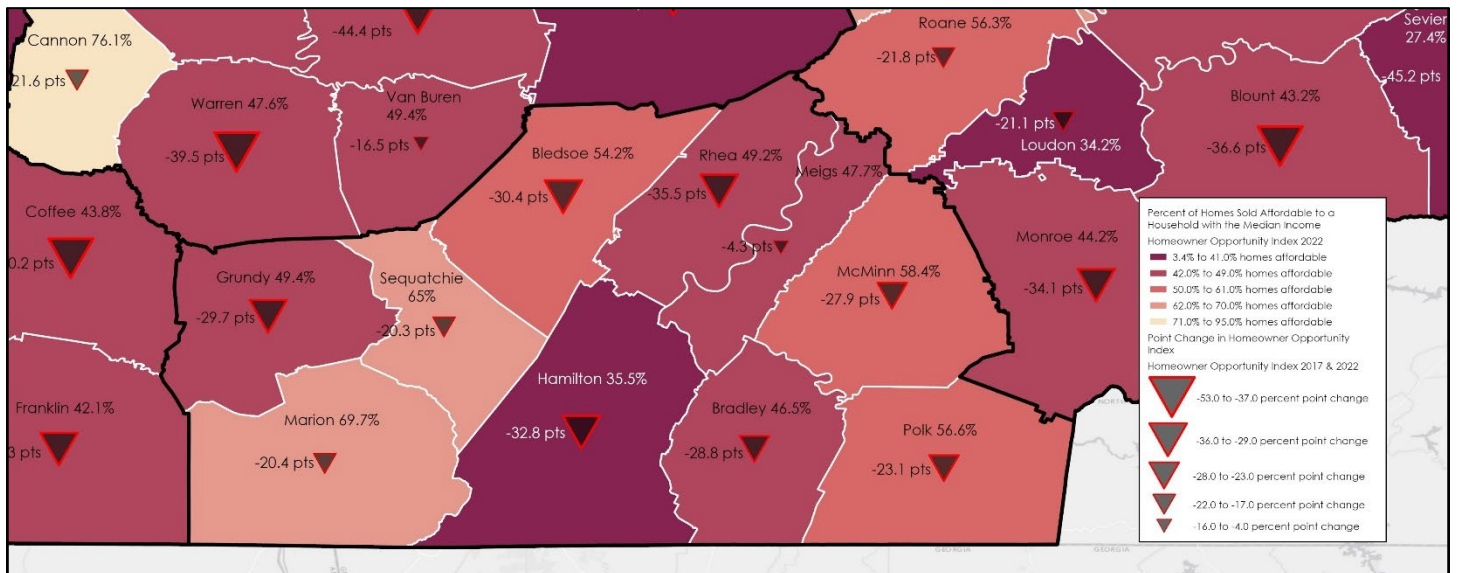 Cannon 76.1%
21.6 pts
-44.4 pts
Warren 47.6%
-39.5 pts
Van Buren
49.4%
-16.5 pts
Roane 56.3%
-21.8 pts
Sevier
27.4%
-45.2 pts
Blount 43.2%
-36.6 pts
-21.1 pts
Loudon 34.2%
Bledsoe 54.2%
-30.4 pts
Rhea 49.2%
-35.5 pts
Meigs 47.7%
-4.3 pts
Coffee 43.8%
0.2 pts
Grundy 49.4%
-29.7 pts
Sequatchie
65%
-20.3 pts
McMinn 58.4%
-27.9 pts
Monroe 44.2%
-34.1 pts
Franklin 42.1%
3 pts
Marion 69.7%
-20.4 pts
Hamilton 35.5%
-32.8 pts
Bradley 46.5%
-28.8 pts
Polk 56.6%
-23.1 pts
Percent of Homes Sold Affordable to a
Household with the Median Income
Homeowner Opportunity Index 2022
3.4% to 41.0% homes affordable
42.0% to 49.0% homes affordable
50.0% to 61.0% homes affordable
62.0% to 70.0% homes affordable
71.0% to 95.0% homes affordable
Point Change in Homeowner Opportunity
Index
Homeowner Opportunity Index 2017 & 2022
-53.0 to -37.0 percent point change
-36.0 to -29.0 percent point change
-28.0 to -23.0 percent point change
-22.0 to -17.0 percent point change
-16.0 to -4.0 percent point change
GEORGIA
GEORGIA